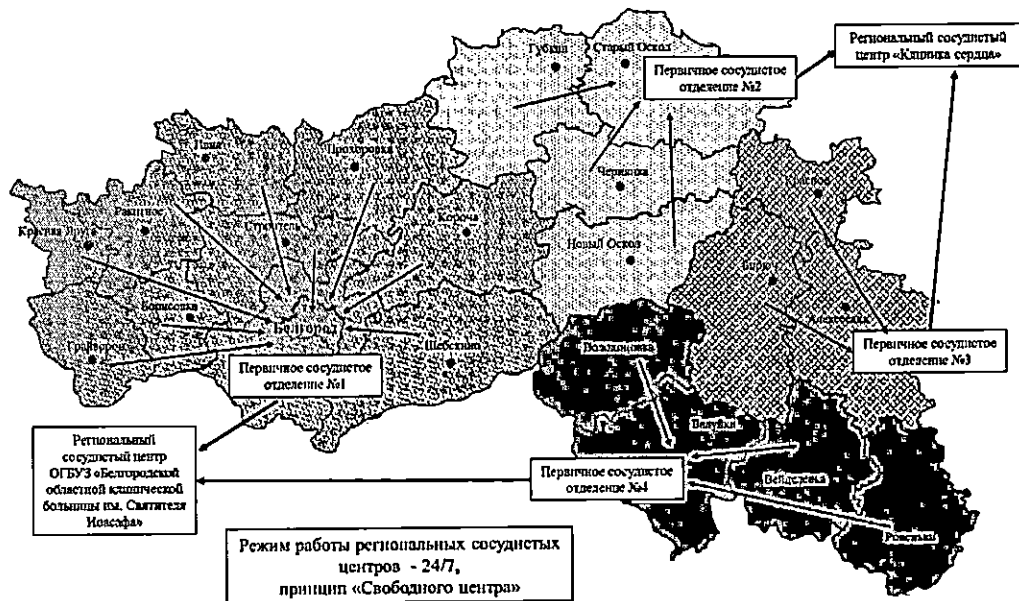 Губкин
Старый Оскол
Региональный сосудистый
центр «Клиника сердца»
Первичное сосудистое
отделение №2
Прохоровка
Чернянка
Ракитное
Короча
Красная Яруга
Строитель
Новый Оскол
Бирюч
Борисовка
Алексеевка
Белгород
Грайворон
Шебекино
Волоконовка
Первичное сосудистое
отделение №3
Первичное сосудистое
отделение №1
Валуйки
Региональный
сосудистый центр
ОГБУЗ «Белгородской
областной клинической
больницы им. Святителя
Иоасафа»
Первичное сосудистое
отделение №4
Вейделевка
Ровеньки
Режим работы региональных сосудистых
центров - 24/7,
принцип «Свободного центра»